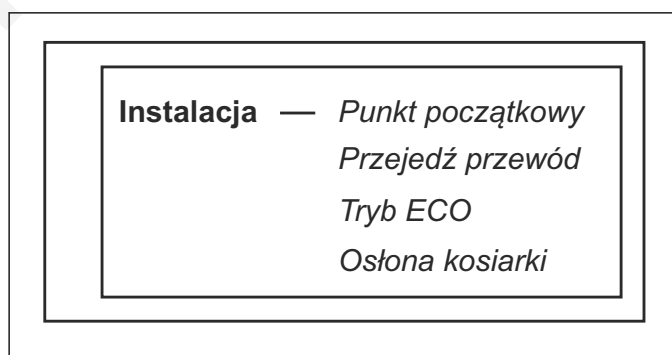 Instalacja — Punkt początkowy
Przejedź przewód
Tryb ECO
Osłona kosiarki